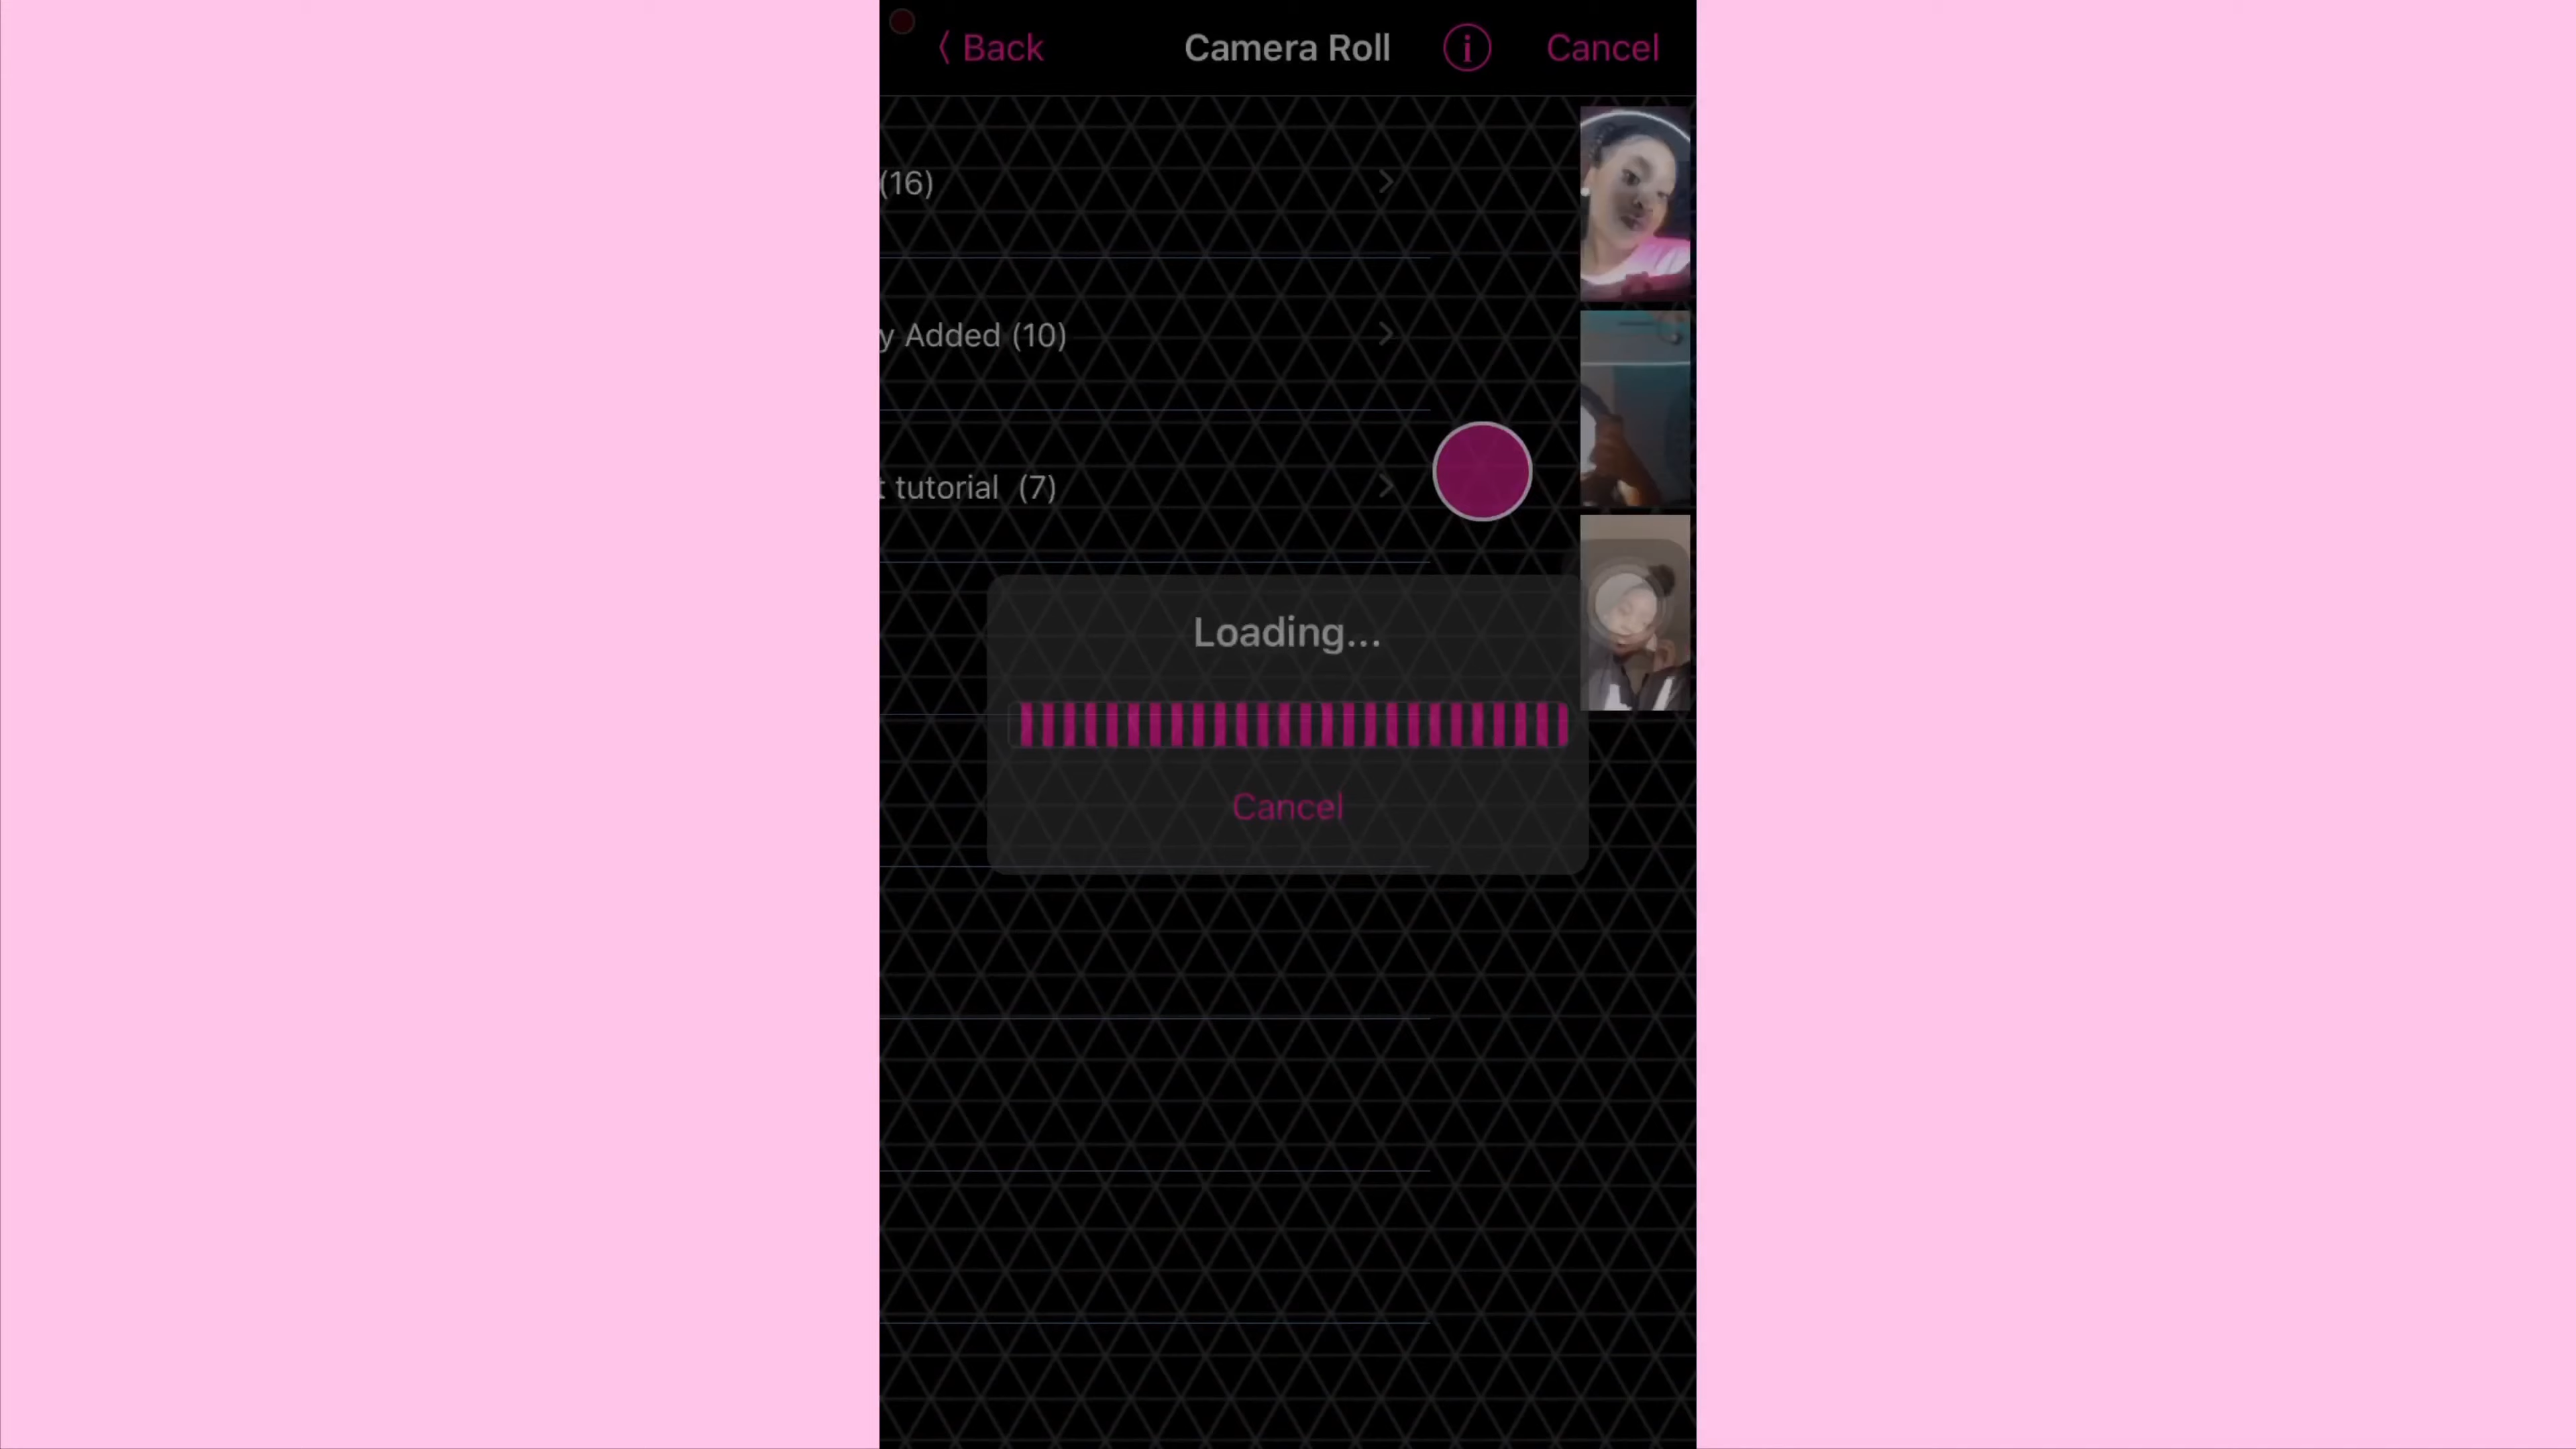 Back
Camera Roll
Cancel
(16)
y Added (10)
t tutorial (7)
Loading...
Cancel